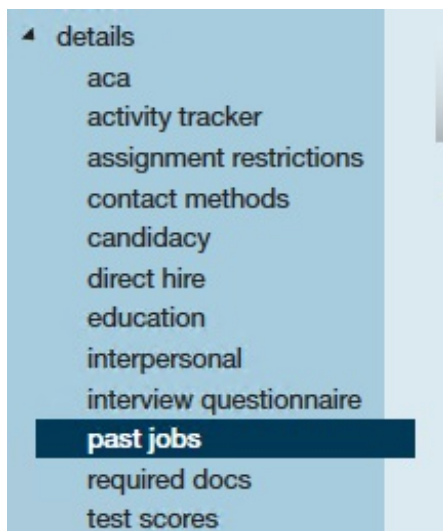 details
aca
activity tracker
assignment restrictions
contact methods
candidacy
direct hire
education
interpersonal
interview questionnaire
past jobs
required docs
test scores